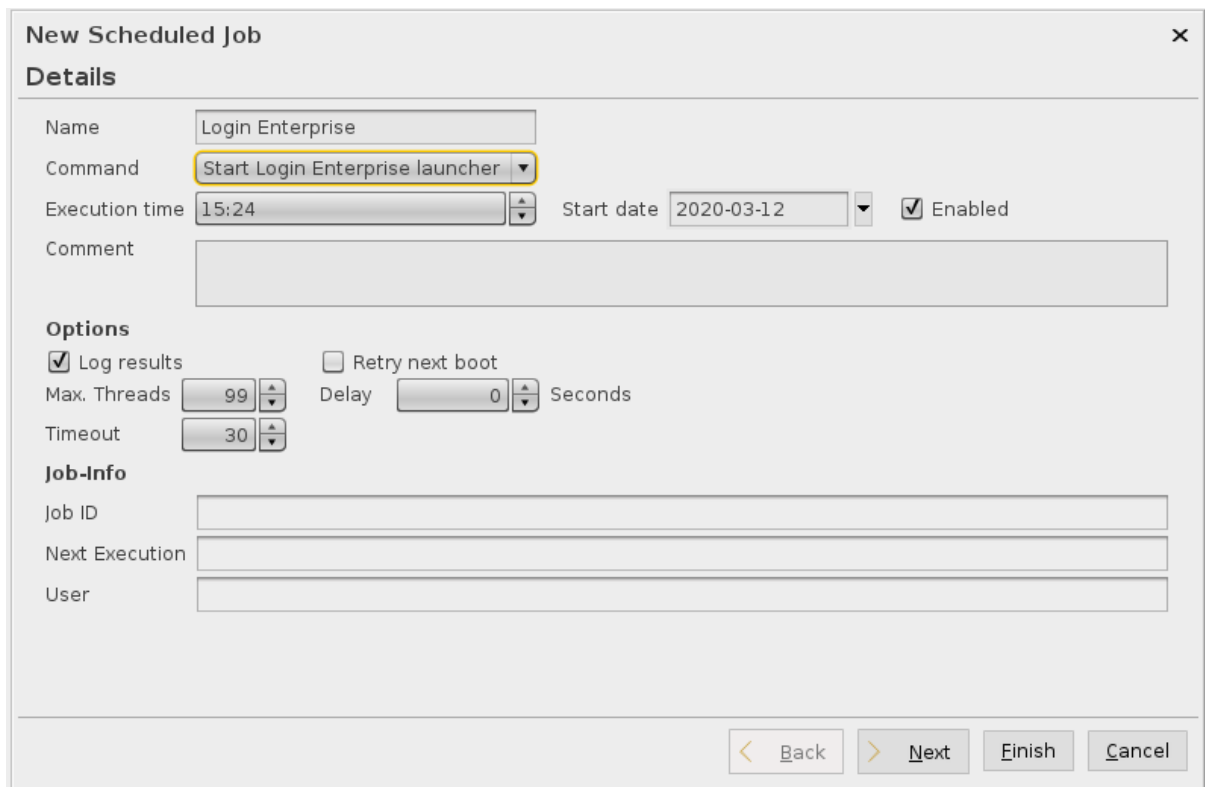 New Scheduled Job
Details
Name Login Enterprise
Command Start Login Enterprise launcher
Execution time 15:24 Start date 2020-03-12 Enabled
Comment
Options
Log results Retry next boot
Max. Threads 99 Delay 0 Seconds
Timeout 30
Job-Info
Job ID
Next Execution
User
Back Next Finish Cancel